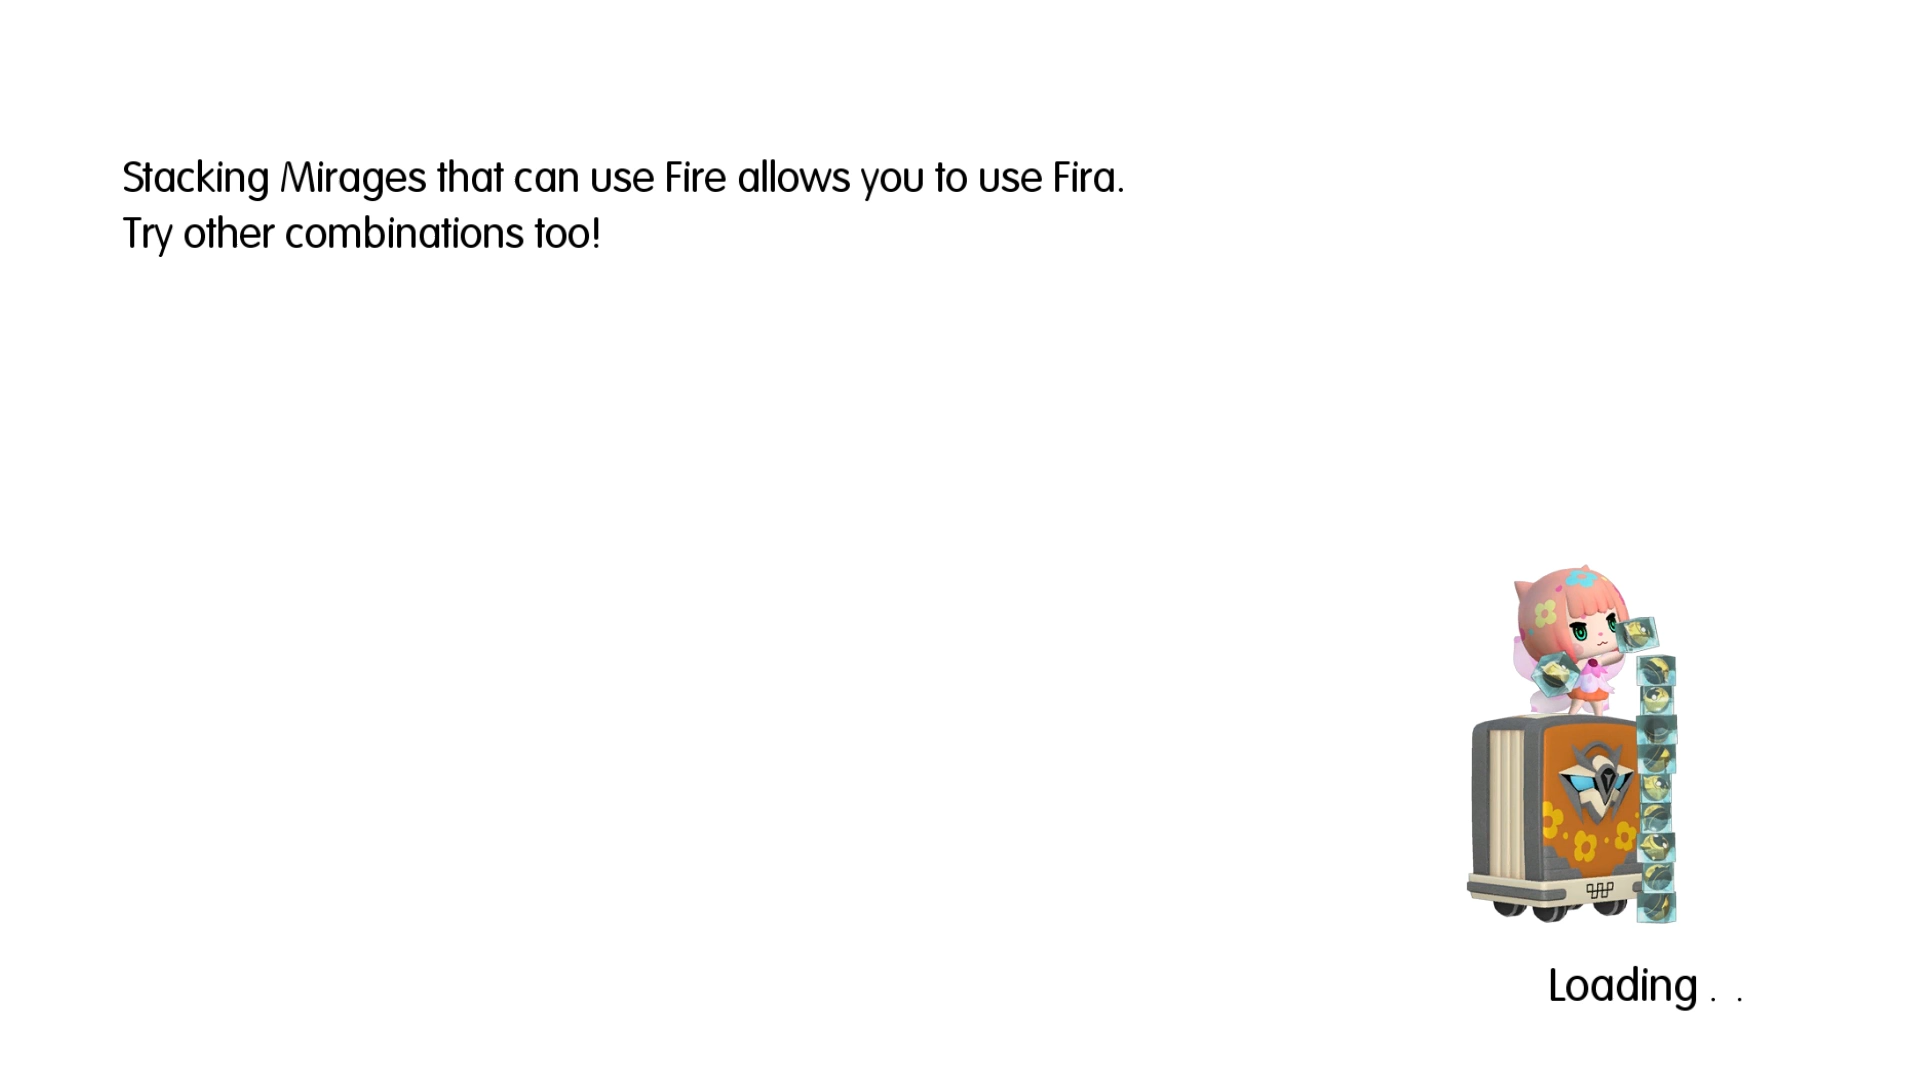 Stacking Mirages that can use Fire allows you to use Fira.
Try other combinations too!
Loading . .